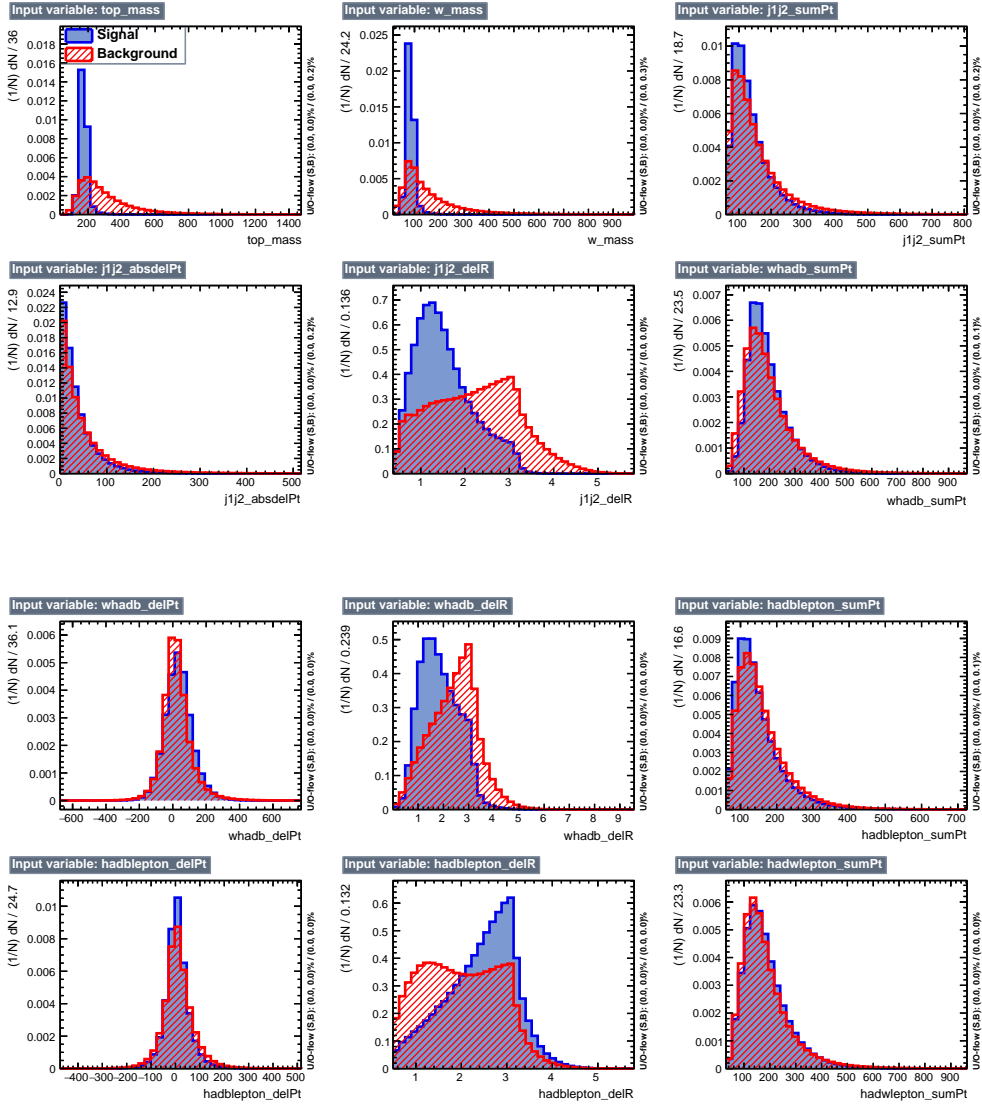 Input variable: top_mass
(1/N) dN / 36
Signal
Background
0.018
0.016
0.014
0.012
0.01
0.008
0.006
0.004
0.002
0
200 400 600 800 1000 1200 1400
top_mass
U/O-flow (S,B): (0.0, 0.0)% / (0.0, 0.2)%
Input variable: w_mass
(1/N) dN / 24.2
0.025
0.02
0.015
0.01
0.005
0
100 200 300 400 500 600 700 800 900
w_mass
U/O-flow (S,B): (0.0, 0.0)% / (0.0, 0.3)%
Input variable: j1j2_sumPt
(1/N) dN / 18.7
0.01
0.008
0.006
0.004
0.002
0
100 200 300 400 500 600 700 800
j1j2_sumPt
U/O-flow (S,B): (0.0, 0.0)% / (0.0, 0.2)%
Input variable: j1j2_absdelPt
(1/N) dN / 12.9
0.024
0.022
0.02
0.018
0.016
0.014
0.012
0.01
0.008
0.006
0.004
0.002
0
0 100 200 300 400 500
j1j2_absdelPt
U/O-flow (S,B): (0.0, 0.0)% / (0.0, 0.2)%
Input variable: j1j2_delR
(1/N) dN / 0.136
0.7
0.6
0.5
0.4
0.3
0.2
0.1
0
1 2 3 4 5
j1j2_delR
U/O-flow (S,B): (0.0, 0.0)% / (0.0, 0.0)%
Input variable: whadb_sumPt
(1/N) dN / 23.5
0.007
0.006
0.005
0.004
0.003
0.002
0.001
0
100 200 300 400 500 600 700 800 900
whadb_sumPt
U/O-flow (S,B): (0.0, 0.0)% / (0.0, 0.1)%
Input variable: whadb_delPt
(1/N) dN / 36.1
0.006
0.005
0.004
0.003
0.002
0.001
0
−600 −400 −200 0 200 400 600
whadb_delPt
U/O-flow (S,B): (0.0, 0.0)% / (0.0, 0.0)%
Input variable: whadb_delR
(1/N) dN / 0.239
0.5
0.4
0.3
0.2
0.1
0
1 2 3 4 5 6 7 8 9
whadb_delR
U/O-flow (S,B): (0.0, 0.0)% / (0.0, 0.0)%
Input variable: hadblepton_sumPt
(1/N) dN / 16.6
0.009
0.008
0.007
0.006
0.005
0.004
0.003
0.002
0.001
0
100 200 300 400 500 600 700
hadblepton_sumPt
U/O-flow (S,B): (0.0, 0.0)% / (0.0, 0.1)%
Input variable: hadblepton_delPt
(1/N) dN / 24.7
0.01
0.008
0.006
0.004
0.002
0
−400 −300 −200 −100 0 100 200 300 400 500
hadblepton_delPt
U/O-flow (S,B): (0.0, 0.0)% / (0.0, 0.0)%
Input variable: hadblepton_delR
(1/N) dN / 0.132
0.6
0.5
0.4
0.3
0.2
0.1
0
1 2 3 4 5
hadblepton_delR
U/O-flow (S,B): (0.0, 0.0)% / (0.0, 0.0)%
Input variable: hadwlepton_sumPt
(1/N) dN / 23.3
0.006
0.005
0.004
0.003
0.002
0.001
0
100 200 300 400 500 600 700 800 900
hadwlepton_sumPt
U/O-flow (S,B): (0.0, 0.0)% / (0.0, 0.0)%